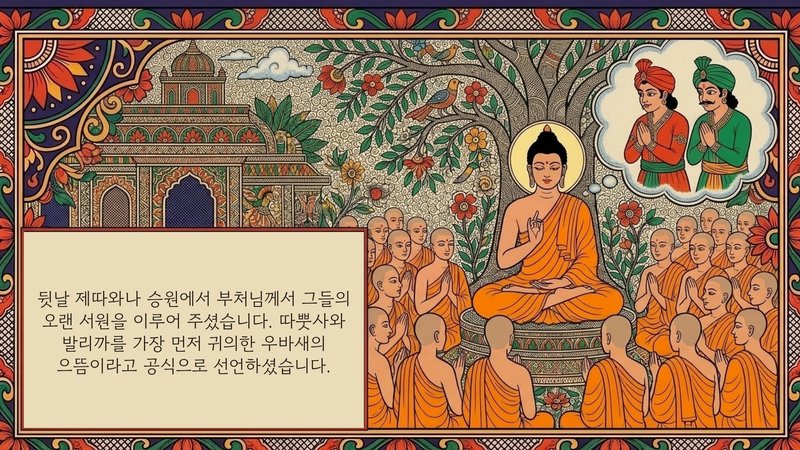 뒷날 제따와나 승원에서 부처님께서 그들의
오랜 서원을 이루어 주셨습니다. 따뿟사와
발리까를 가장 먼저 귀의한 우바새의
으뜸이라고 공식으로 선언하셨습니다.